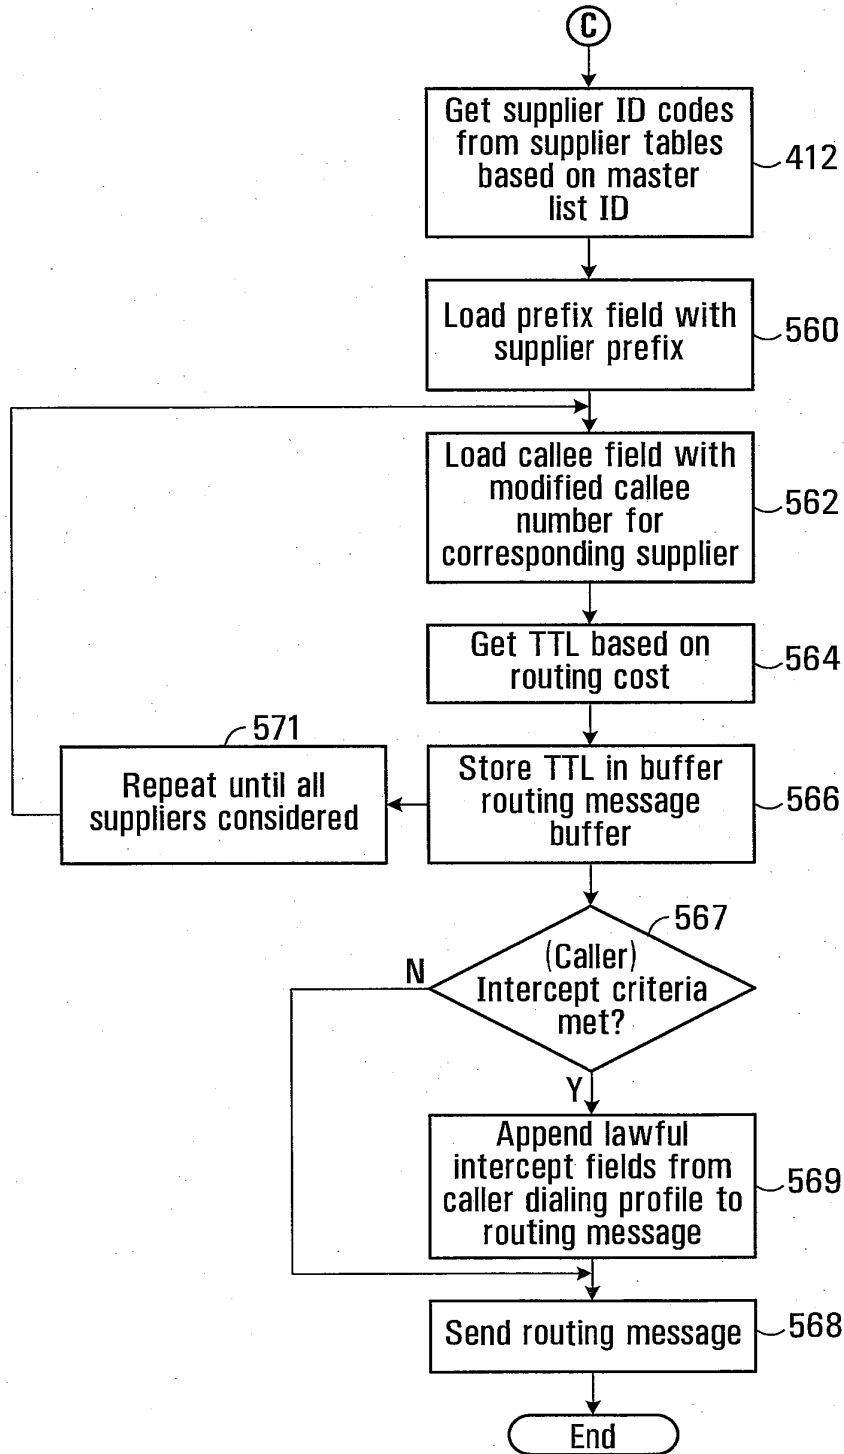 C
Get supplier ID codes
from supplier tables
based on master
list ID
412
Load prefix field with
supplier prefix
560
Load callee field with
modified callee
number for
corresponding supplier
562
Get TTL based on
routing cost
564
571
Repeat until all
suppliers considered
Store TTL in buffer
routing message
buffer
566
567
(Caller)
Intercept criteria
met?
N
Y
Append lawful
intercept fields from
caller dialing profile to
routing message
569
Send routing message
568
End